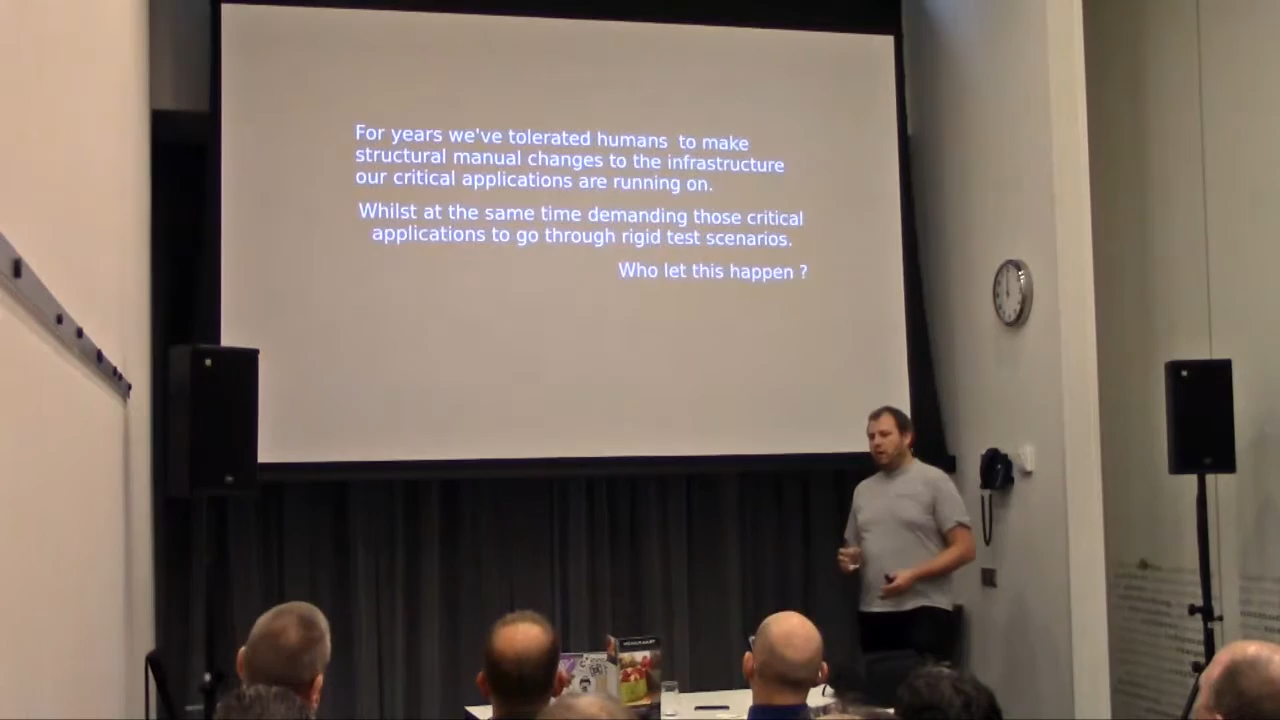 For years we've tolerated humans to make
structural manual changes to the infrastructure
our critical applications are running on.
Whilst at the same time demanding those critical
applications to go through rigid test scenarios.
Who let this happen ?